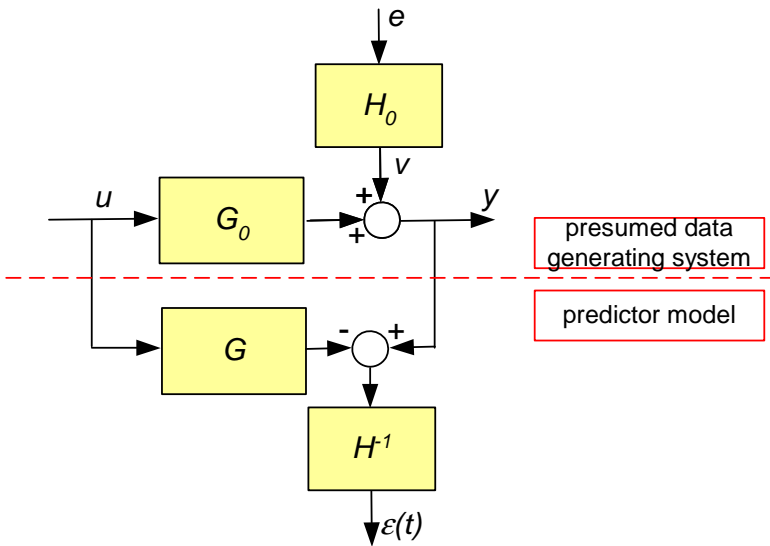 e
H₀
v
u
+
+
G₀
y
presumed data
generating system
predictor model
G
-
+
H⁻¹
ε(t)